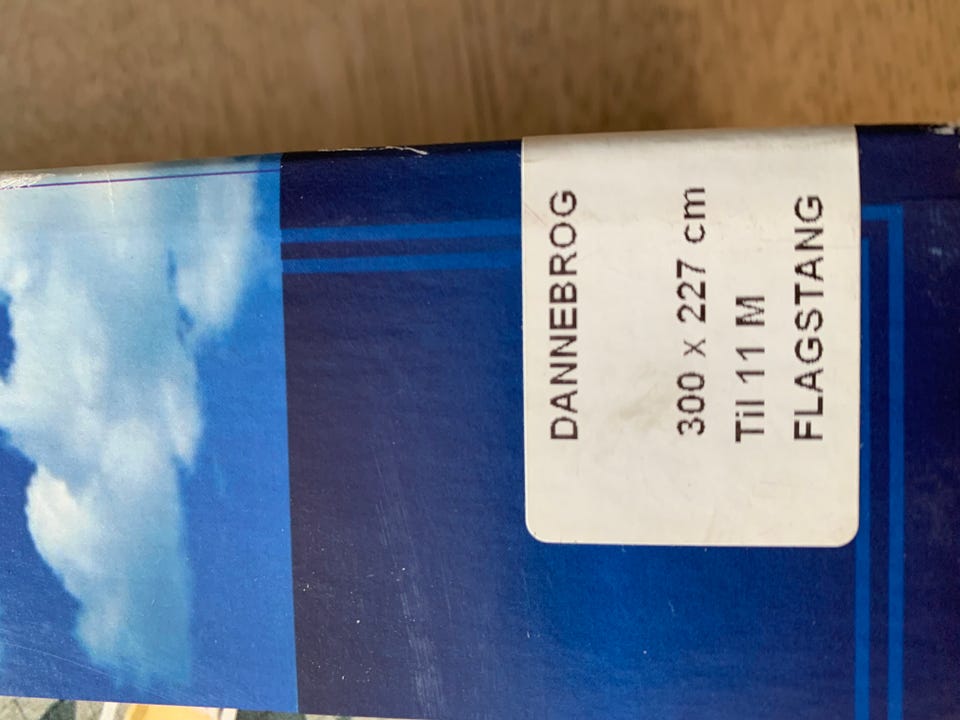 DANNEBROG
300 x 227 cm
Til 11 M
FLAGSTANG